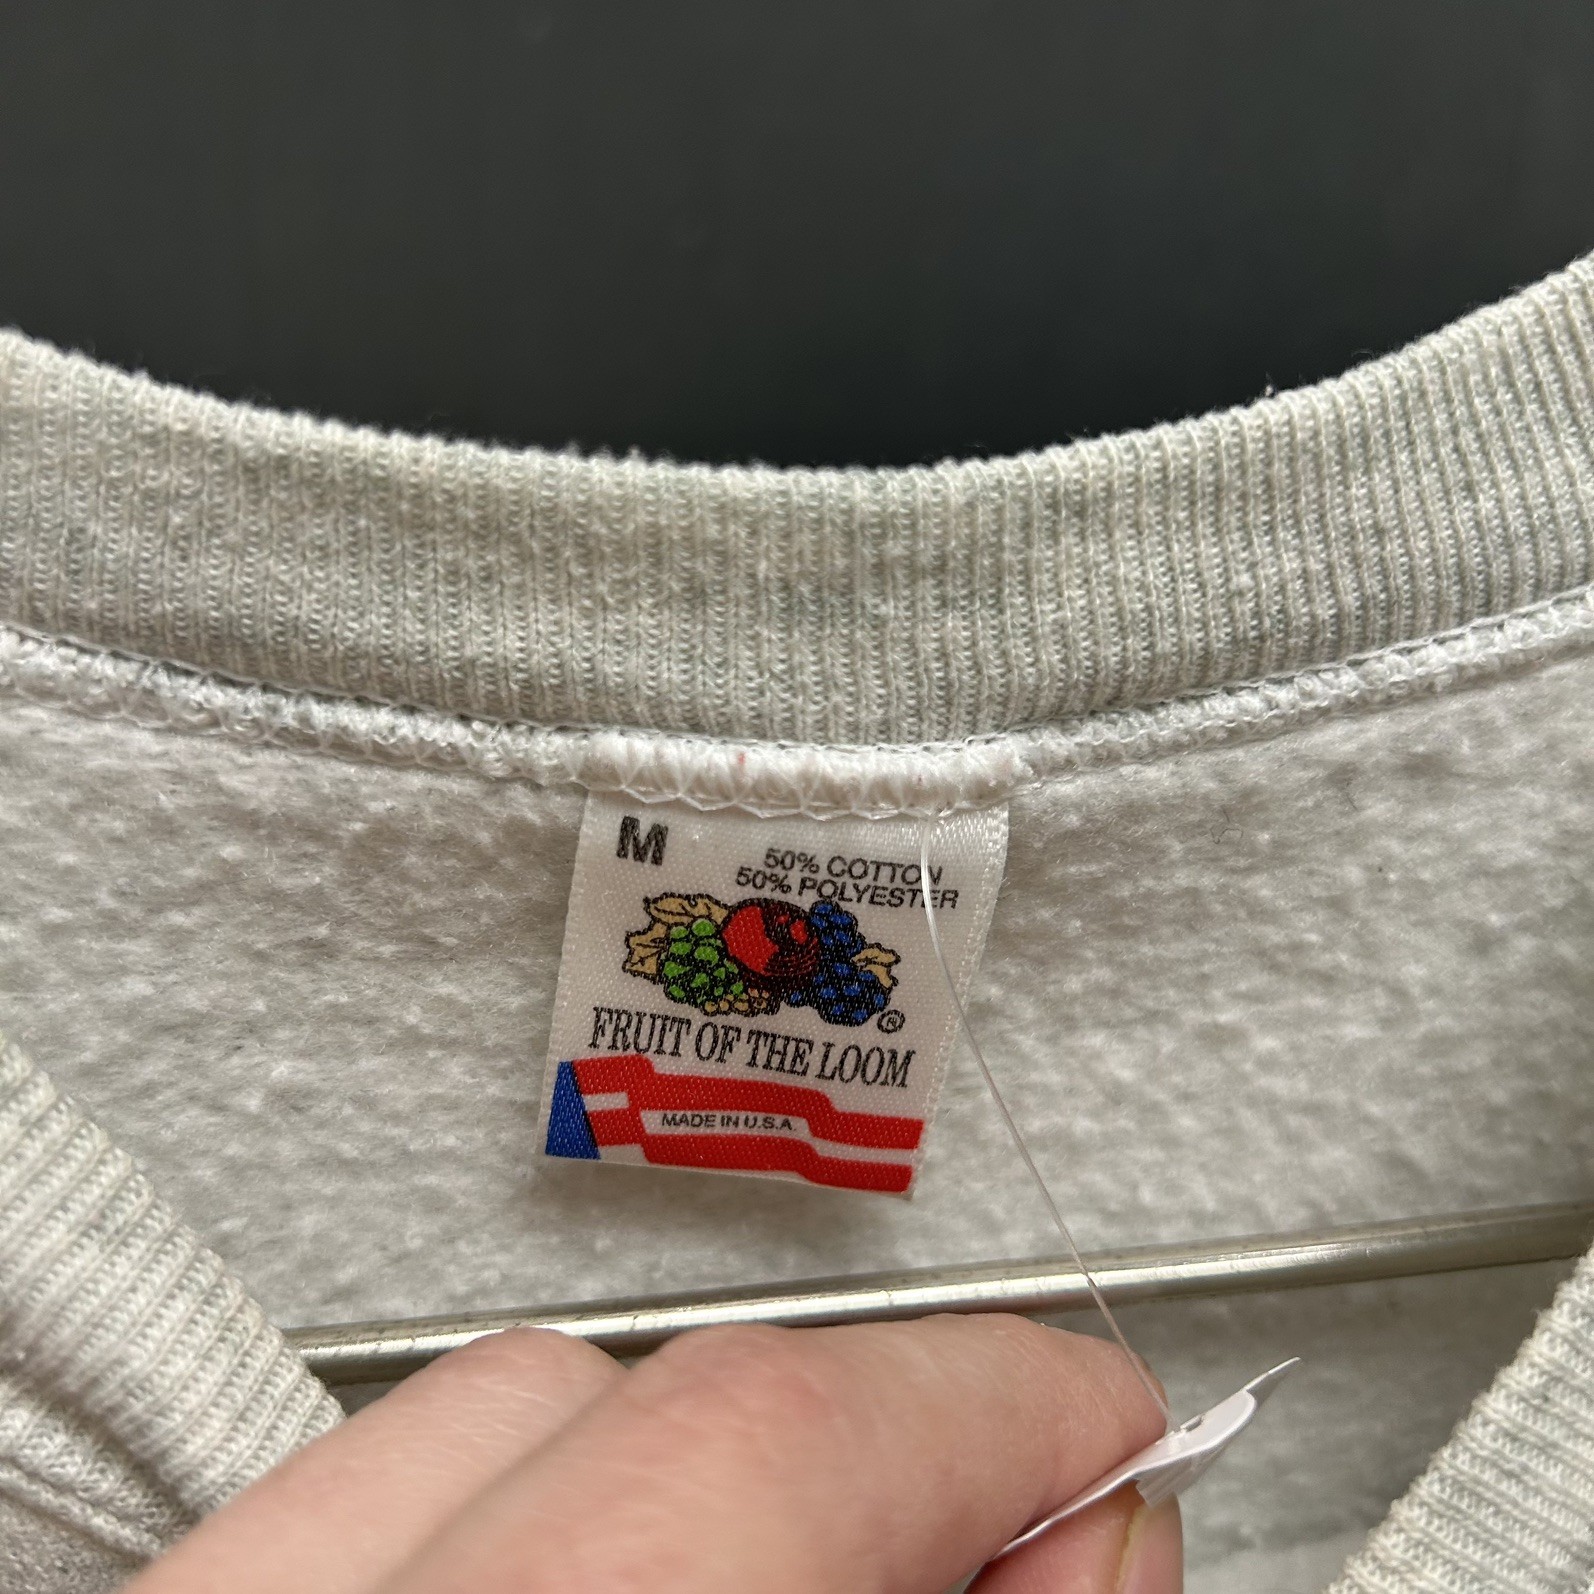 M
50% COTTON
50% POLYESTER
®
FRUIT OF THE LOOM
MADE IN U.S.A.